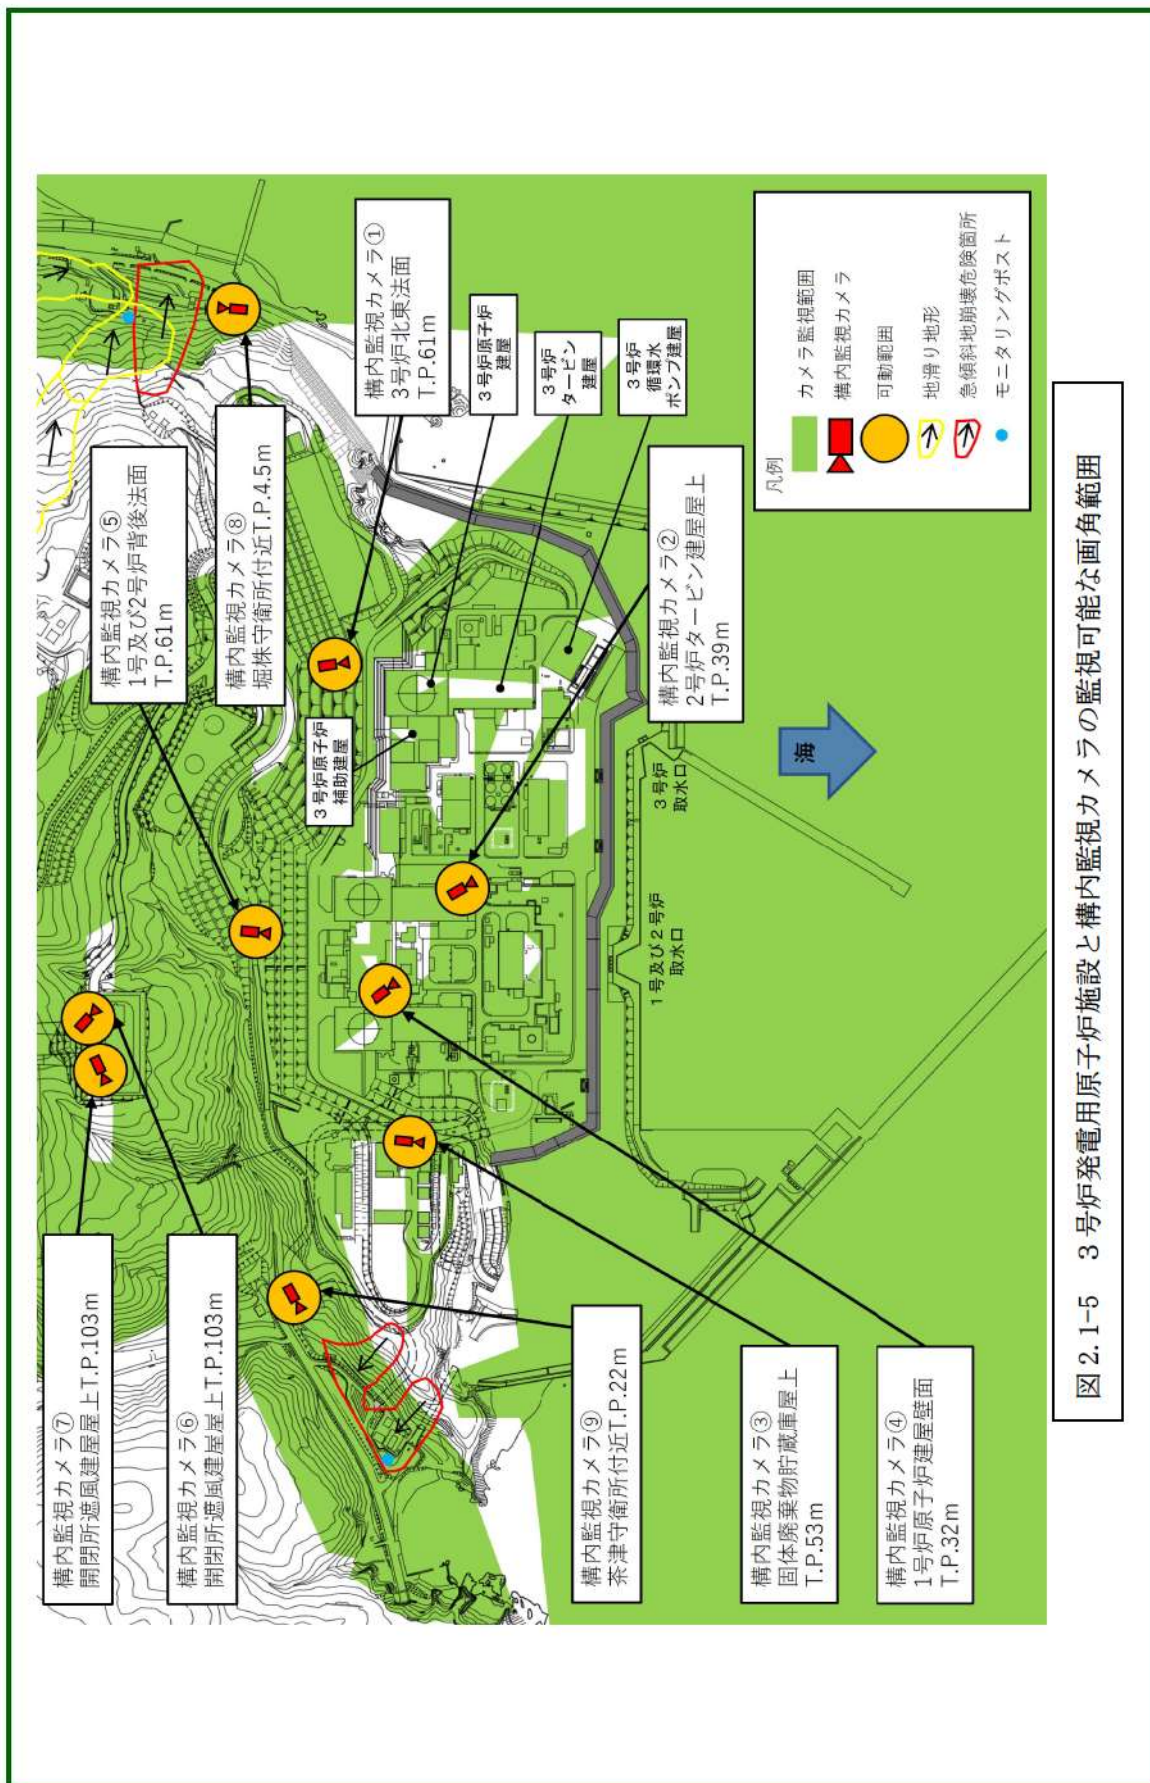 構内監視カメラ⑦
開閉所遮風建屋屋上T.P.103m
構内監視カメラ⑤
1号及び2号炉背後法面
T.P.61m
構内監視カメラ⑥
開閉所遮風建屋屋上T.P.103m
構内監視カメラ⑧
堀株守衛所付近T.P.4.5m
3号炉原子炉
補助建屋
構内監視カメラ①
3号炉北東法面
T.P.61m
3号炉原子炉
建屋
3号炉
タービン
建屋
3号炉
循環水
ポンプ建屋
構内監視カメラ⑨
茶津守衛所付近T.P.22m
1号及び2号炉
取水口
3号炉
取水口
構内監視カメラ②
2号炉タービン建屋屋上
T.P.39m
構内監視カメラ③
固体廃棄物貯蔵庫屋上
T.P.53m
海
構内監視カメラ④
1号炉原子炉建屋壁面
T.P.32m
凡例
カメラ監視範囲
構内監視カメラ
可動範囲
地滑り地形
急傾斜地崩壊危険箇所
モニタリングポスト
図 2.1-5　3号炉発電用原子炉施設と構内監視カメラの監視可能な画角範囲